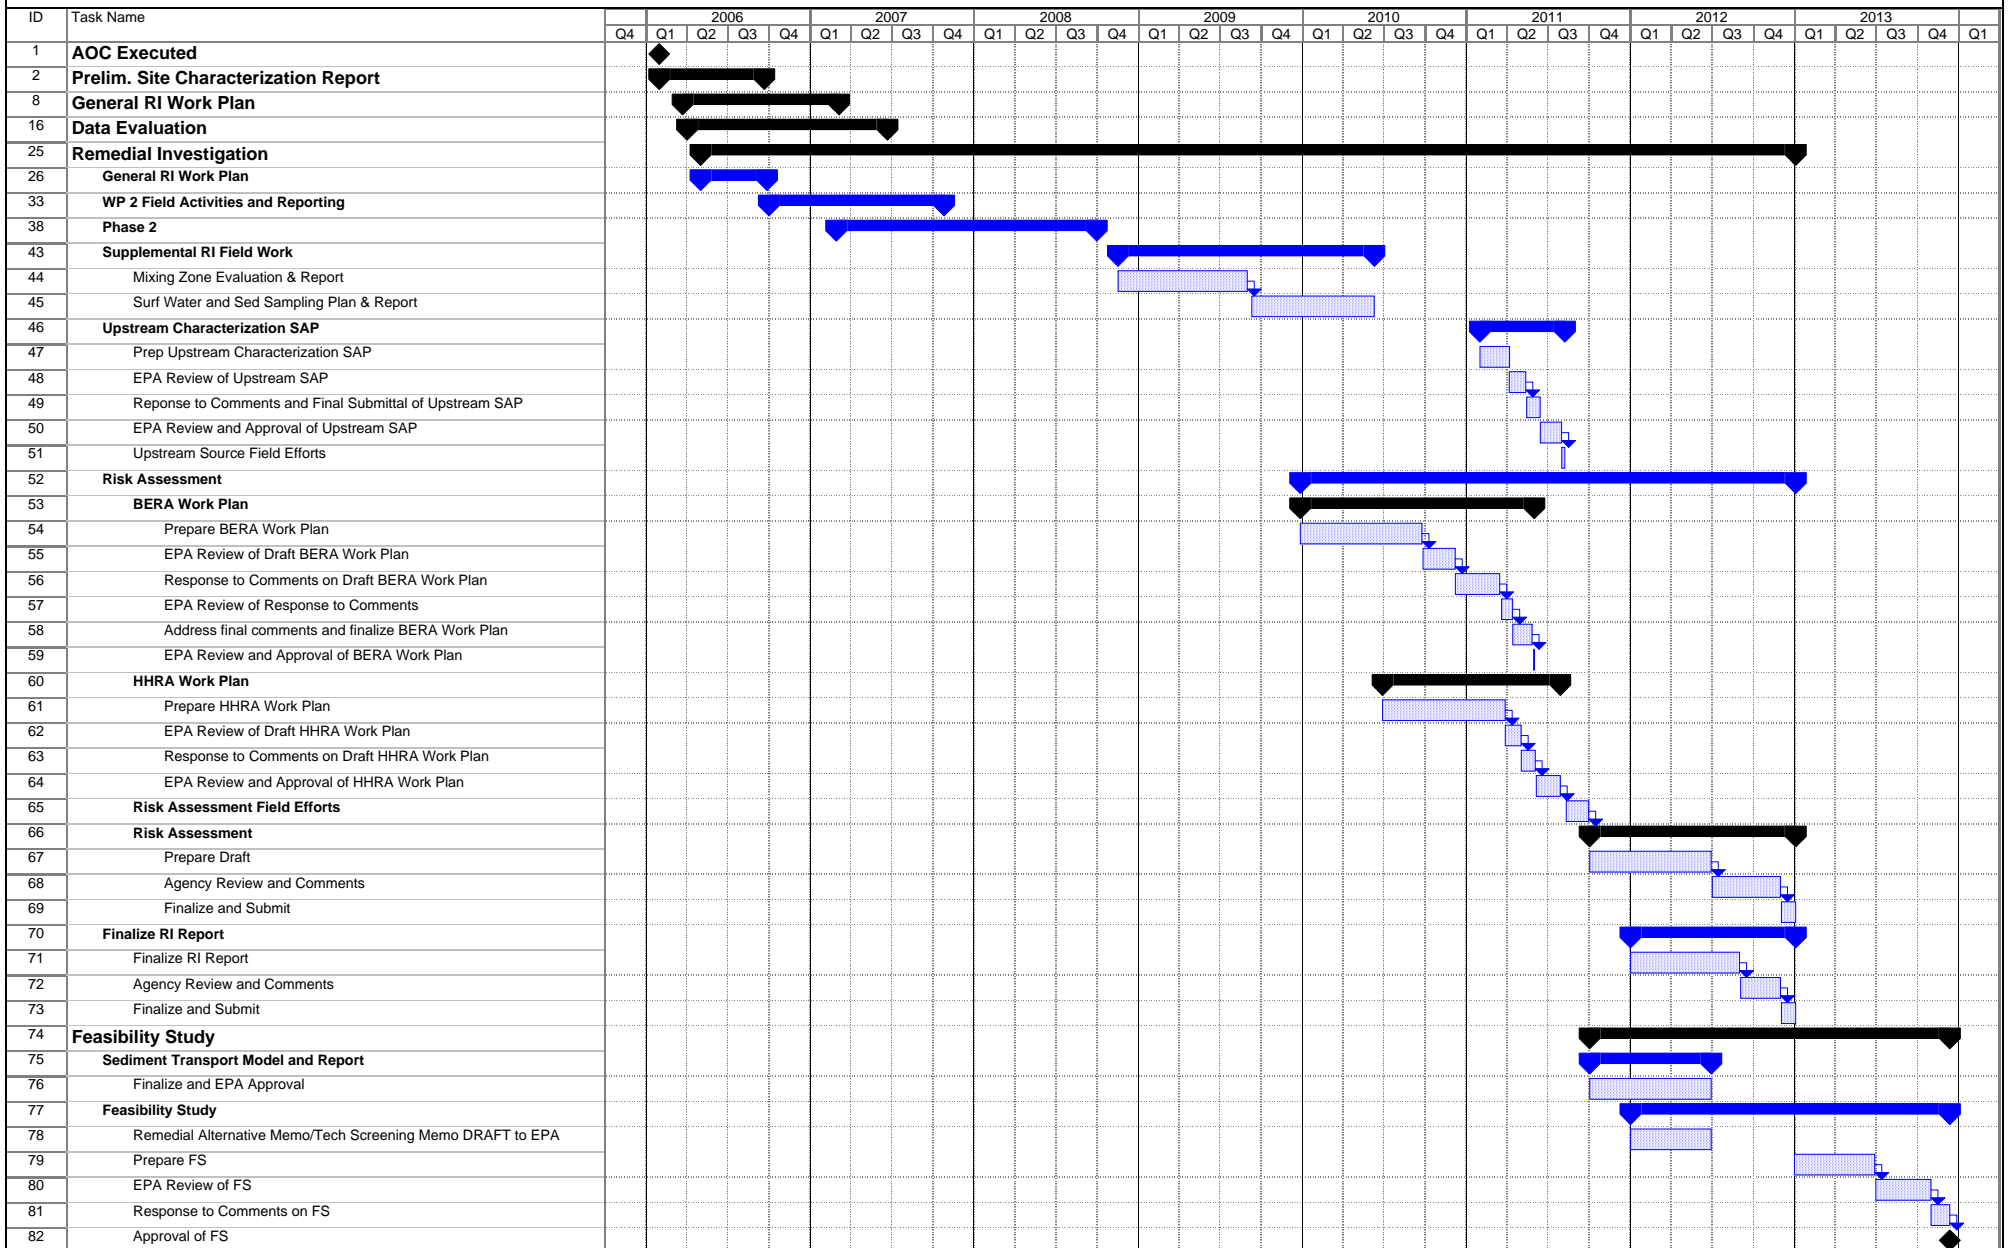 ID Task Name 2006 2007 2008 2009 2010 2011 2012 2013
Q4 Q1 Q2 Q3 Q4 Q1 Q2 Q3 Q4 Q1 Q2 Q3 Q4 Q1 Q2 Q3 Q4 Q1 Q2 Q3 Q4 Q1 Q2 Q3 Q4 Q1 Q2 Q3 Q4 Q1 Q2 Q3 Q4 Q1
1 AOC Executed
2 Prelim. Site Characterization Report
8 General RI Work Plan
16 Data Evaluation
25 Remedial Investigation
26 General RI Work Plan
33 WP 2 Field Activities and Reporting
38 Phase 2
43 Supplemental RI Field Work
44 Mixing Zone Evaluation & Report
45 Surf Water and Sed Sampling Plan & Report
46 Upstream Characterization SAP
47 Prep Upstream Characterization SAP
48 EPA Review of Upstream SAP
49 Reponse to Comments and Final Submittal of Upstream SAP
50 EPA Review and Approval of Upstream SAP
51 Upstream Source Field Efforts
52 Risk Assessment
53 BERA Work Plan
54 Prepare BERA Work Plan
55 EPA Review of Draft BERA Work Plan
56 Response to Comments on Draft BERA Work Plan
57 EPA Review of Response to Comments
58 Address final comments and finalize BERA Work Plan
59 EPA Review and Approval of BERA Work Plan
60 HHRA Work Plan
61 Prepare HHRA Work Plan
62 EPA Review of Draft HHRA Work Plan
63 Response to Comments on Draft HHRA Work Plan
64 EPA Review and Approval of HHRA Work Plan
65 Risk Assessment Field Efforts
66 Risk Assessment
67 Prepare Draft
68 Agency Review and Comments
69 Finalize and Submit
70 Finalize RI Report
71 Finalize RI Report
72 Agency Review and Comments
73 Finalize and Submit
74 Feasibility Study
75 Sediment Transport Model and Report
76 Finalize and EPA Approval
77 Feasibility Study
78 Remedial Alternative Memo/Tech Screening Memo DRAFT to EPA
79 Prepare FS
80 EPA Review of FS
81 Response to Comments on FS
82 Approval of FS